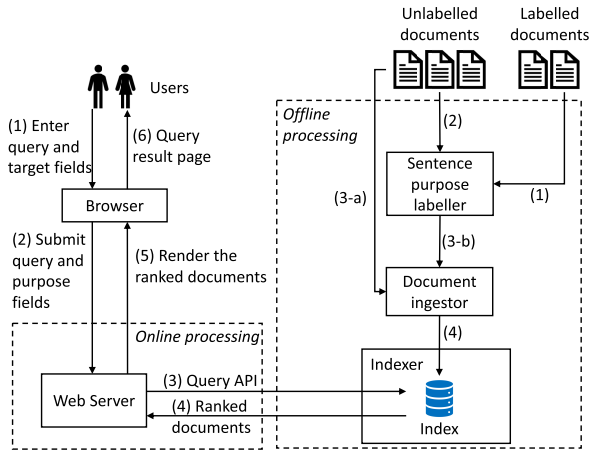 Unlabelled
documents
Labelled
documents
Users
Offline
processing
(1) Enter
query and
target fields
(6) Query
result page
(2)
Sentence
purpose
labeller
(1)
(3-a)
Browser
(3-b)
(2) Submit
query and
purpose
fields
(5) Render the
ranked documents
Document
ingestor
Online processing
(4)
Indexer
Web Server
(3) Query API
(4) Ranked
documents
Index